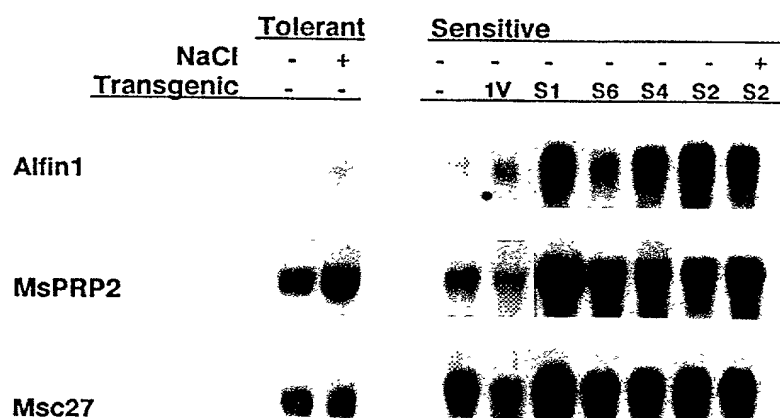 Tolerant Sensitive
NaCl - + - - - - - - +
Transgenic - - - 1V S1 S6 S4 S2 S2
Alfin1
MsPRP2
Msc27